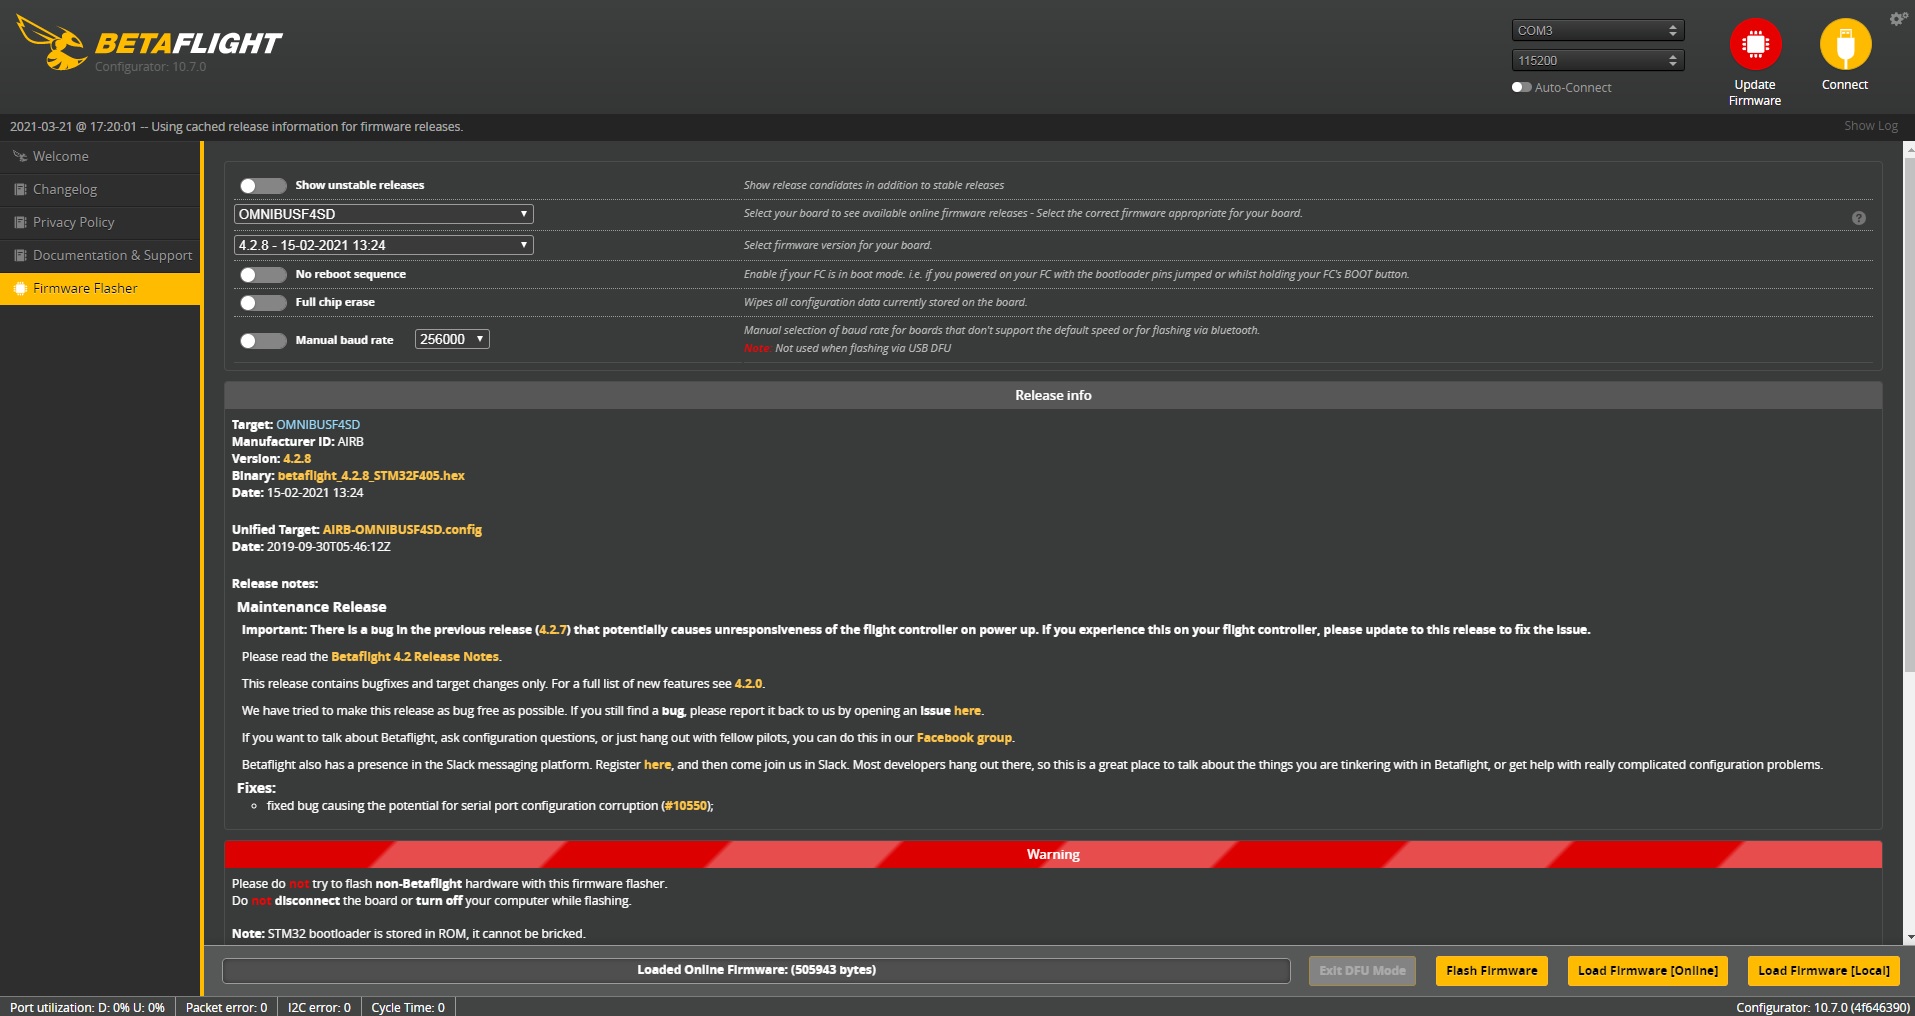 BETAFLIGHT
Configurator: 10.7.0
COM3
115200
Auto-Connect
Update
Firmware
Connect
2021-03-21 @ 17:20:01 -- Using cached release information for firmware releases.
Show Log
Welcome
Changelog
Privacy Policy
Documentation & Support
Firmware Flasher
Show unstable releases
Show release candidates in addition to stable releases
OMNIBUSF4SD
Select your board to see available online firmware releases - Select the correct firmware appropriate for your board.
?
4.2.8 - 15-02-2021 13:24
Select firmware version for your board.
No reboot sequence
Enable if your FC is in boot mode. i.e. if you powered on your FC with the bootloader pins jumped or whilst holding your FC's BOOT button.
Full chip erase
Wipes all configuration data currently stored on the board.
Manual baud rate
256000
Manual selection of baud rate for boards that don't support the default speed or for flashing via bluetooth.
Note: Not used when flashing via USB DFU
Release info
Target: OMNIBUSF4SD
Manufacturer ID: AIRB
Version: 4.2.8
Binary: betaflight_4.2.8_STM32F405.hex
Date: 15-02-2021 13:24
Unified Target: AIRB-OMNIBUSF4SD.config
Date: 2019-09-30T05:46:12Z
Release notes:
Maintenance Release
Important: There is a bug in the previous release (4.2.7) that potentially causes unresponsiveness of the flight controller on power up. If you experience this on your flight controller, please update to this release to fix the issue.
Please read the Betaflight 4.2 Release Notes.
This release contains bugfixes and target changes only. For a full list of new features see 4.2.0.
We have tried to make this release as bug free as possible. If you still find a bug, please report it back to us by opening an issue here.
If you want to talk about Betaflight, ask configuration questions, or just hang out with fellow pilots, you can do this in our Facebook group.
Betaflight also has a presence in the Slack messaging platform. Register here, and then come join us in Slack. Most developers hang out there, so this is a great place to talk about the things you are tinkering with in Betaflight, or get help with really complicated configuration problems.
Fixes:
fixed bug causing the potential for serial port configuration corruption (#10550);
Warning
Please do not try to flash non-Betaflight hardware with this firmware flasher.
Do not disconnect the board or turn off your computer while flashing.
Note: STM32 bootloader is stored in ROM, it cannot be bricked.
Loaded Online Firmware: (505943 bytes)
Exit DFU Mode
Flash Firmware
Load Firmware [Online]
Load Firmware [Local]
Port utilization: D: 0% U: 0%
Packet error: 0
I2C error: 0
Cycle Time: 0
Configurator: 10.7.0 (4f646390)